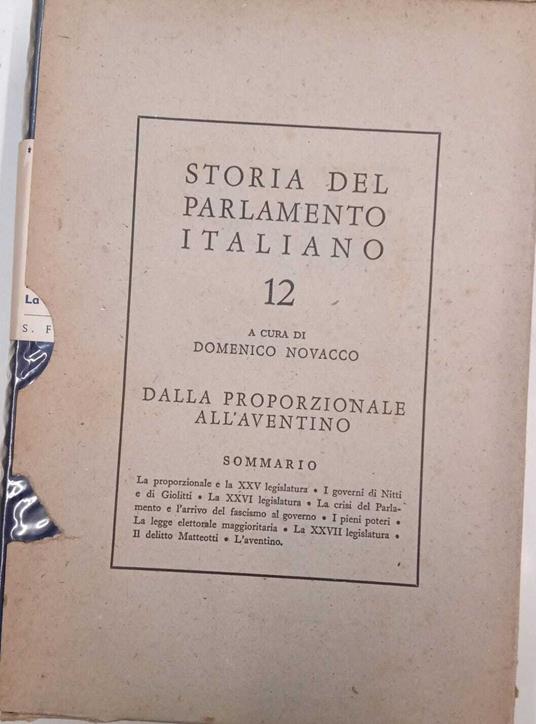 STORIA DEL
PARLAMENTO
ITALIANO
12
A CURA DI
DOMENICO NOVACCO
DALLA PROPORZIONALE
ALL'AVENTINO
SOMMARIO
La proporzionale e la XXV legislatura • I governi di Nitti
e di Giolitti • La XXVI legislatura • La crisi del Parla-
mento e l'arrivo del fascismo al governo • I pieni poteri •
La legge elettorale maggioritaria • La XXVII legislatura •
Il delitto Matteotti • L'aventino.
La
S. F